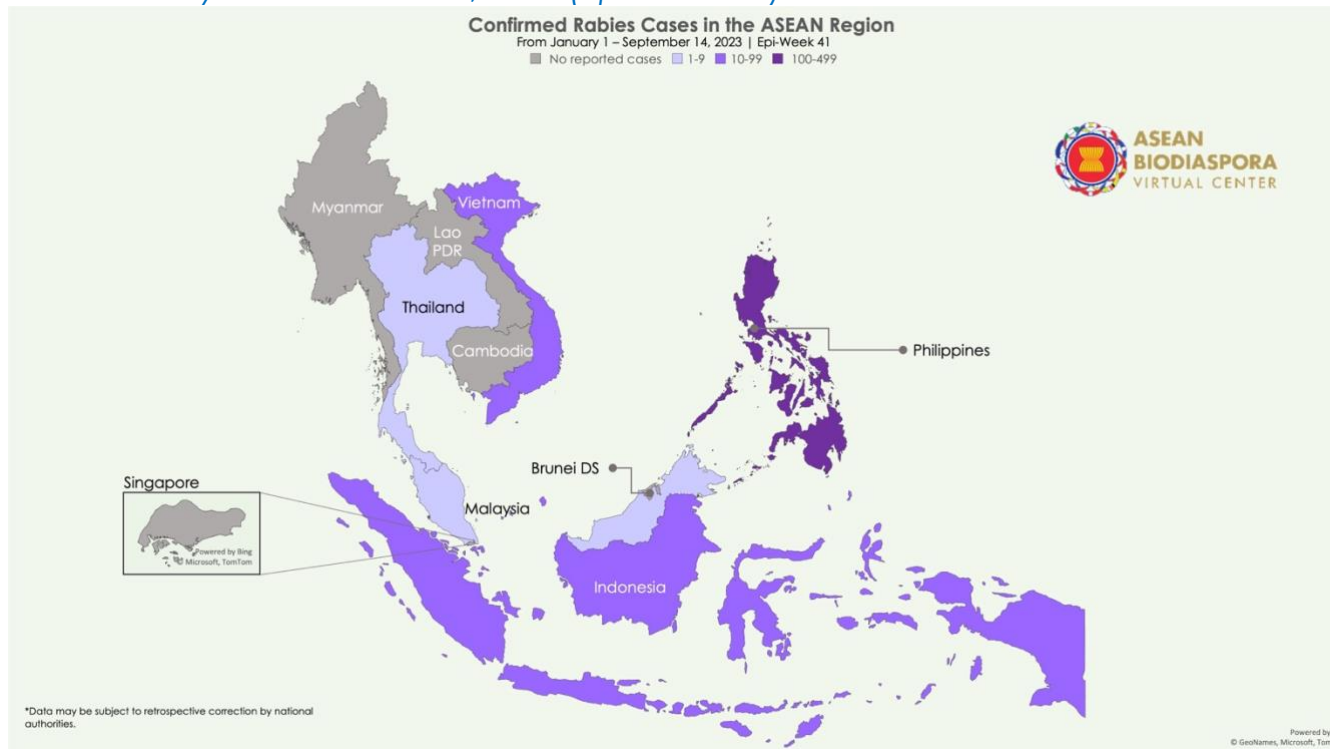 Confirmed Rabies Cases in the ASEAN Region
From January 1 – September 14, 2023 | Epi-Week 41
No reported cases 1-9 10-99 100-499
ASEAN
BIODIASPORA
VIRTUAL CENTER
Myanmar
Vietnam
Lao
PDR
Thailand
Cambodia
Philippines
Brunei DS
Singapore
Malaysia
Powered by Bing
© Microsoft, TomTom
Indonesia
*Data may be subject to retrospective correction by national
authorities.
Powered by
© GeoNames, Microsoft, Tom